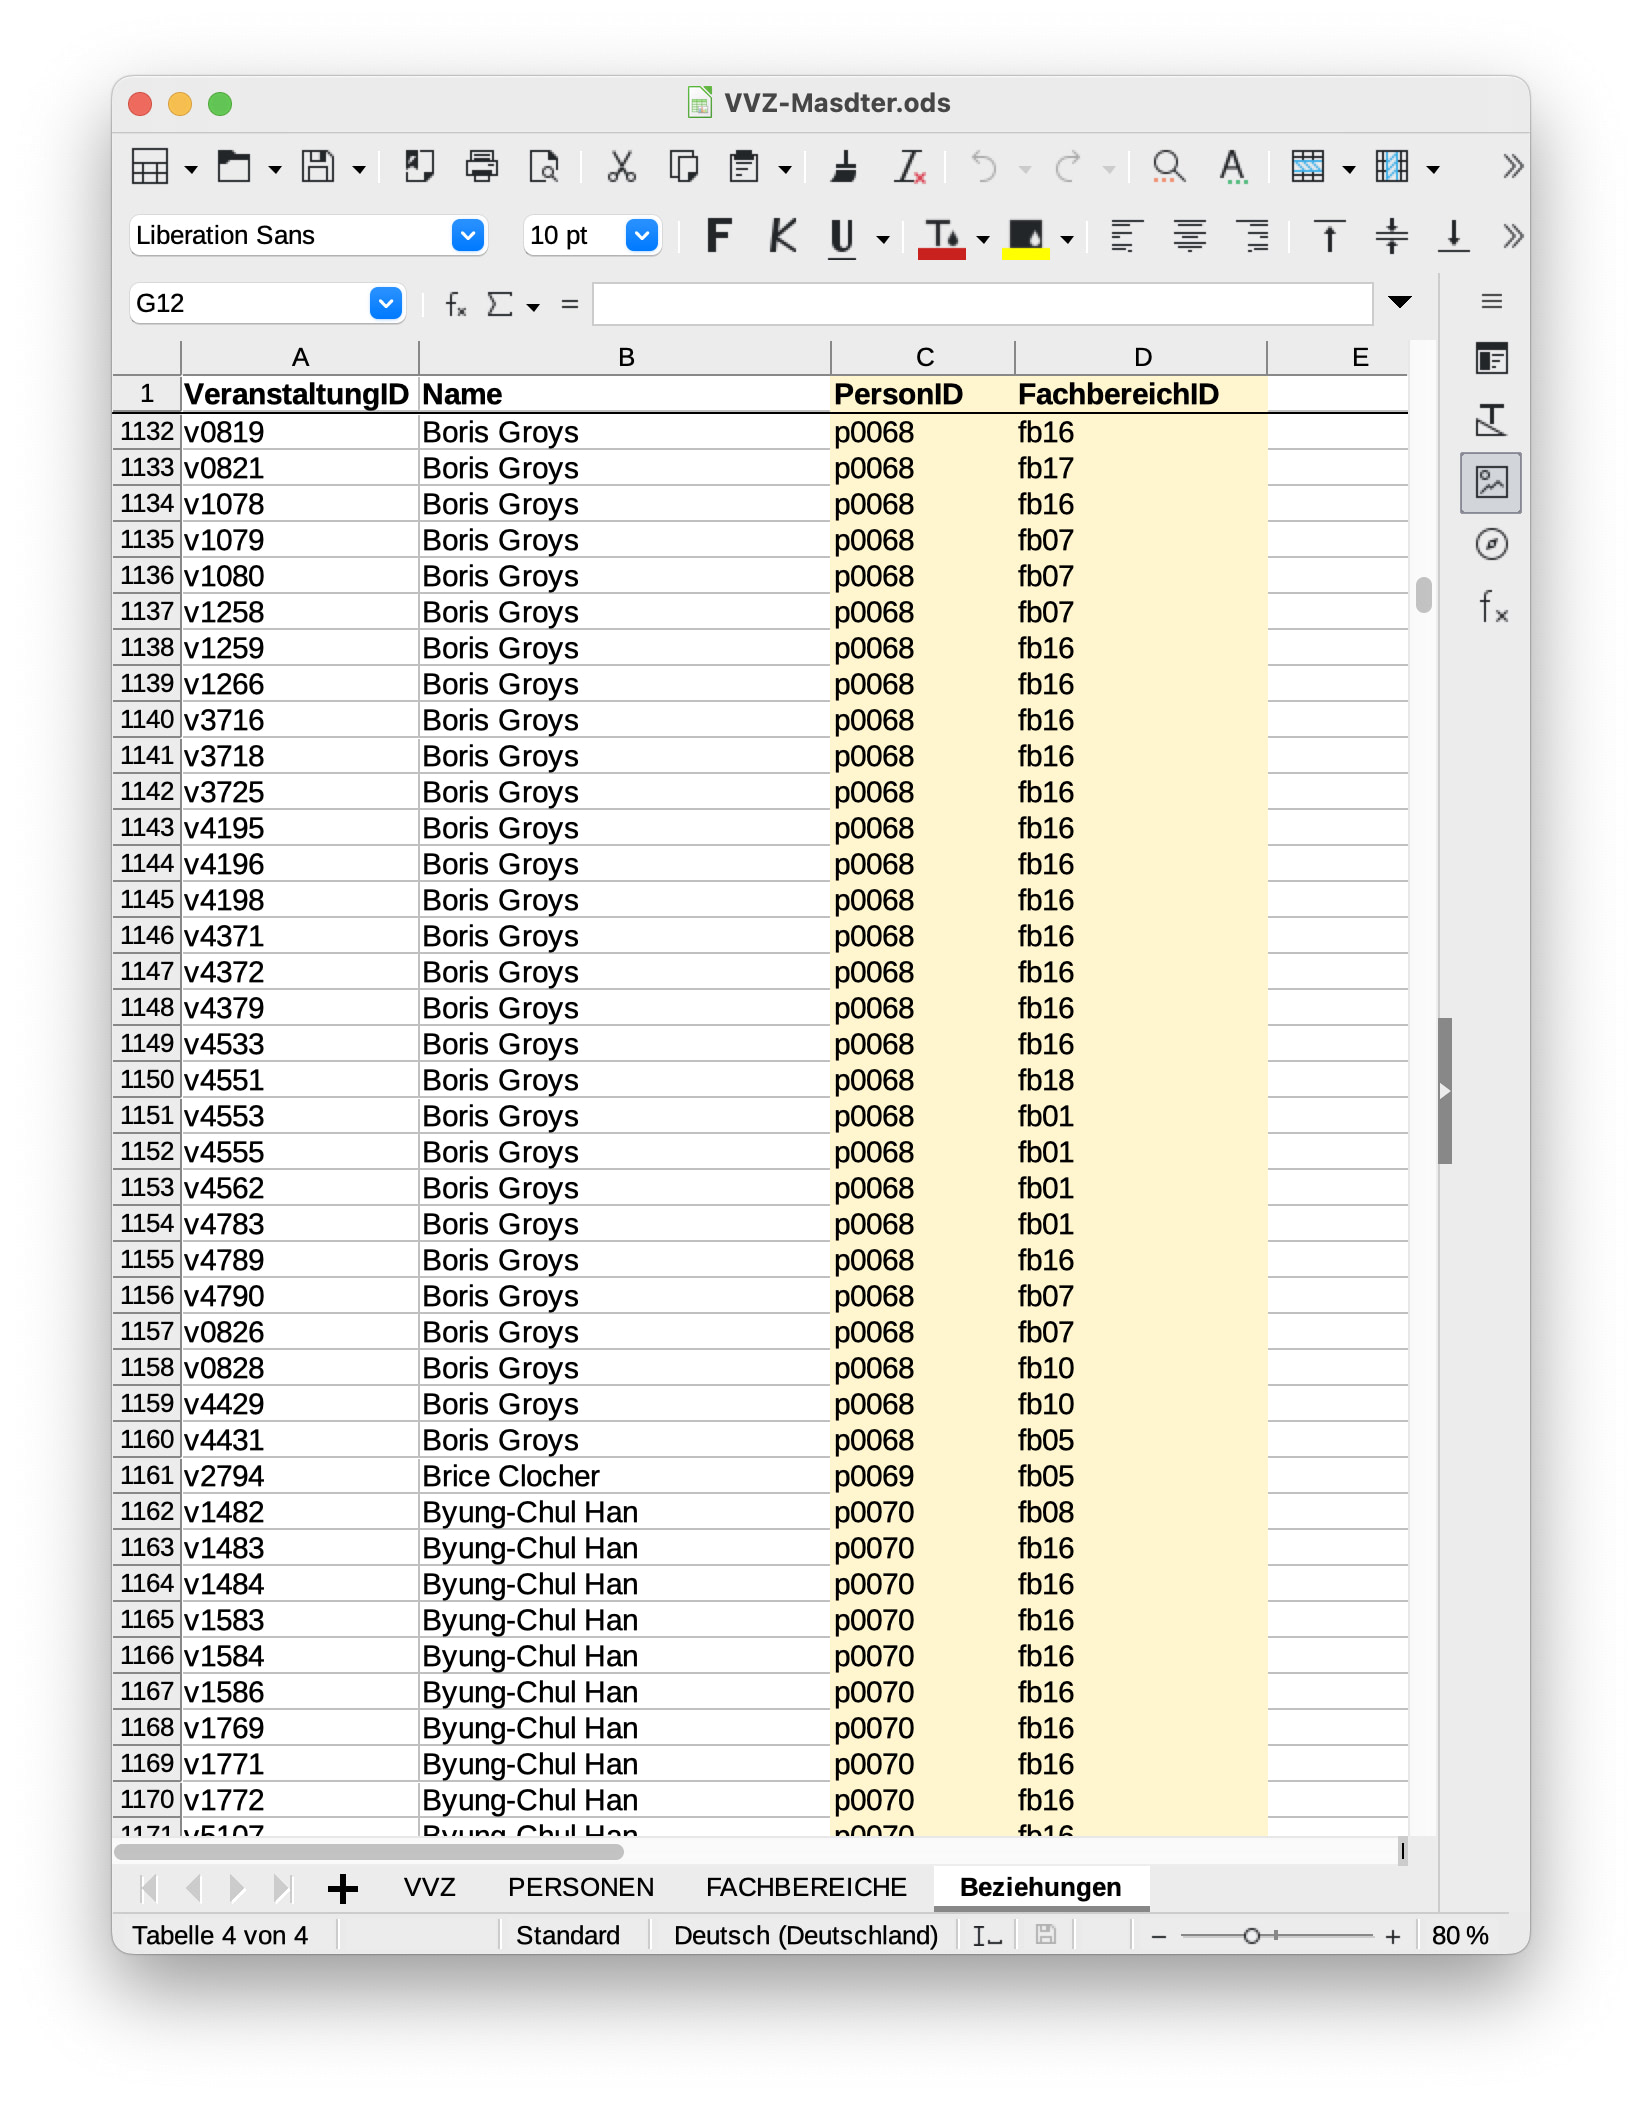 VVZ-Masdter.ods
Liberation Sans 10 pt F K U
G12 =
A B C D E
1 VeranstaltungID Name PersonID FachbereichID
1132 v0819 Boris Groys p0068 fb16
1133 v0821 Boris Groys p0068 fb17
1134 v1078 Boris Groys p0068 fb16
1135 v1079 Boris Groys p0068 fb07
1136 v1080 Boris Groys p0068 fb07
1137 v1258 Boris Groys p0068 fb07
1138 v1259 Boris Groys p0068 fb16
1139 v1266 Boris Groys p0068 fb16
1140 v3716 Boris Groys p0068 fb16
1141 v3718 Boris Groys p0068 fb16
1142 v3725 Boris Groys p0068 fb16
1143 v4195 Boris Groys p0068 fb16
1144 v4196 Boris Groys p0068 fb16
1145 v4198 Boris Groys p0068 fb16
1146 v4371 Boris Groys p0068 fb16
1147 v4372 Boris Groys p0068 fb16
1148 v4379 Boris Groys p0068 fb16
1149 v4533 Boris Groys p0068 fb16
1150 v4551 Boris Groys p0068 fb18
1151 v4553 Boris Groys p0068 fb01
1152 v4555 Boris Groys p0068 fb01
1153 v4562 Boris Groys p0068 fb01
1154 v4783 Boris Groys p0068 fb01
1155 v4789 Boris Groys p0068 fb16
1156 v4790 Boris Groys p0068 fb07
1157 v0826 Boris Groys p0068 fb07
1158 v0828 Boris Groys p0068 fb10
1159 v4429 Boris Groys p0068 fb10
1160 v4431 Boris Groys p0068 fb05
1161 v2794 Brice Clocher p0069 fb05
1162 v1482 Byung-Chul Han p0070 fb08
1163 v1483 Byung-Chul Han p0070 fb16
1164 v1484 Byung-Chul Han p0070 fb16
1165 v1583 Byung-Chul Han p0070 fb16
1166 v1584 Byung-Chul Han p0070 fb16
1167 v1586 Byung-Chul Han p0070 fb16
1168 v1769 Byung-Chul Han p0070 fb16
1169 v1771 Byung-Chul Han p0070 fb16
1170 v1772 Byung-Chul Han p0070 fb16
1171 v5107 Byung-Chul Han p0070 fb16
VVZ PERSONEN FACHBEREICHE Beziehungen
Tabelle 4 von 4 Standard Deutsch (Deutschland) 80 %